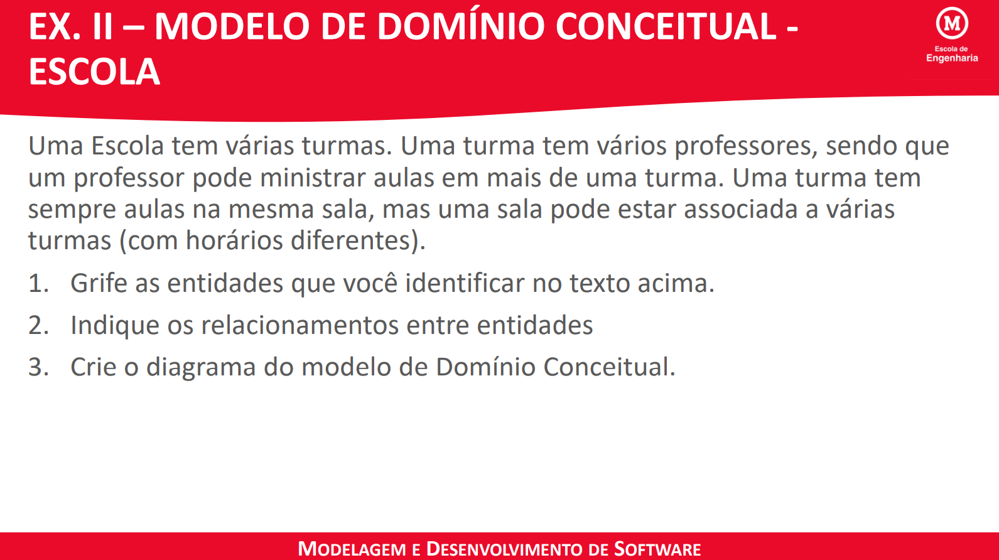 EX. II – MODELO DE DOMÍNIO CONCEITUAL -
ESCOLA
M
Escola de
Engenharia
Uma Escola tem várias turmas. Uma turma tem vários professores, sendo que
um professor pode ministrar aulas em mais de uma turma. Uma turma tem
sempre aulas na mesma sala, mas uma sala pode estar associada a várias
turmas (com horários diferentes).
1. Grife as entidades que você identificar no texto acima.
2. Indique os relacionamentos entre entidades
3. Crie o diagrama do modelo de Domínio Conceitual.
MODELAGEM E DESENVOLVIMENTO DE SOFTWARE